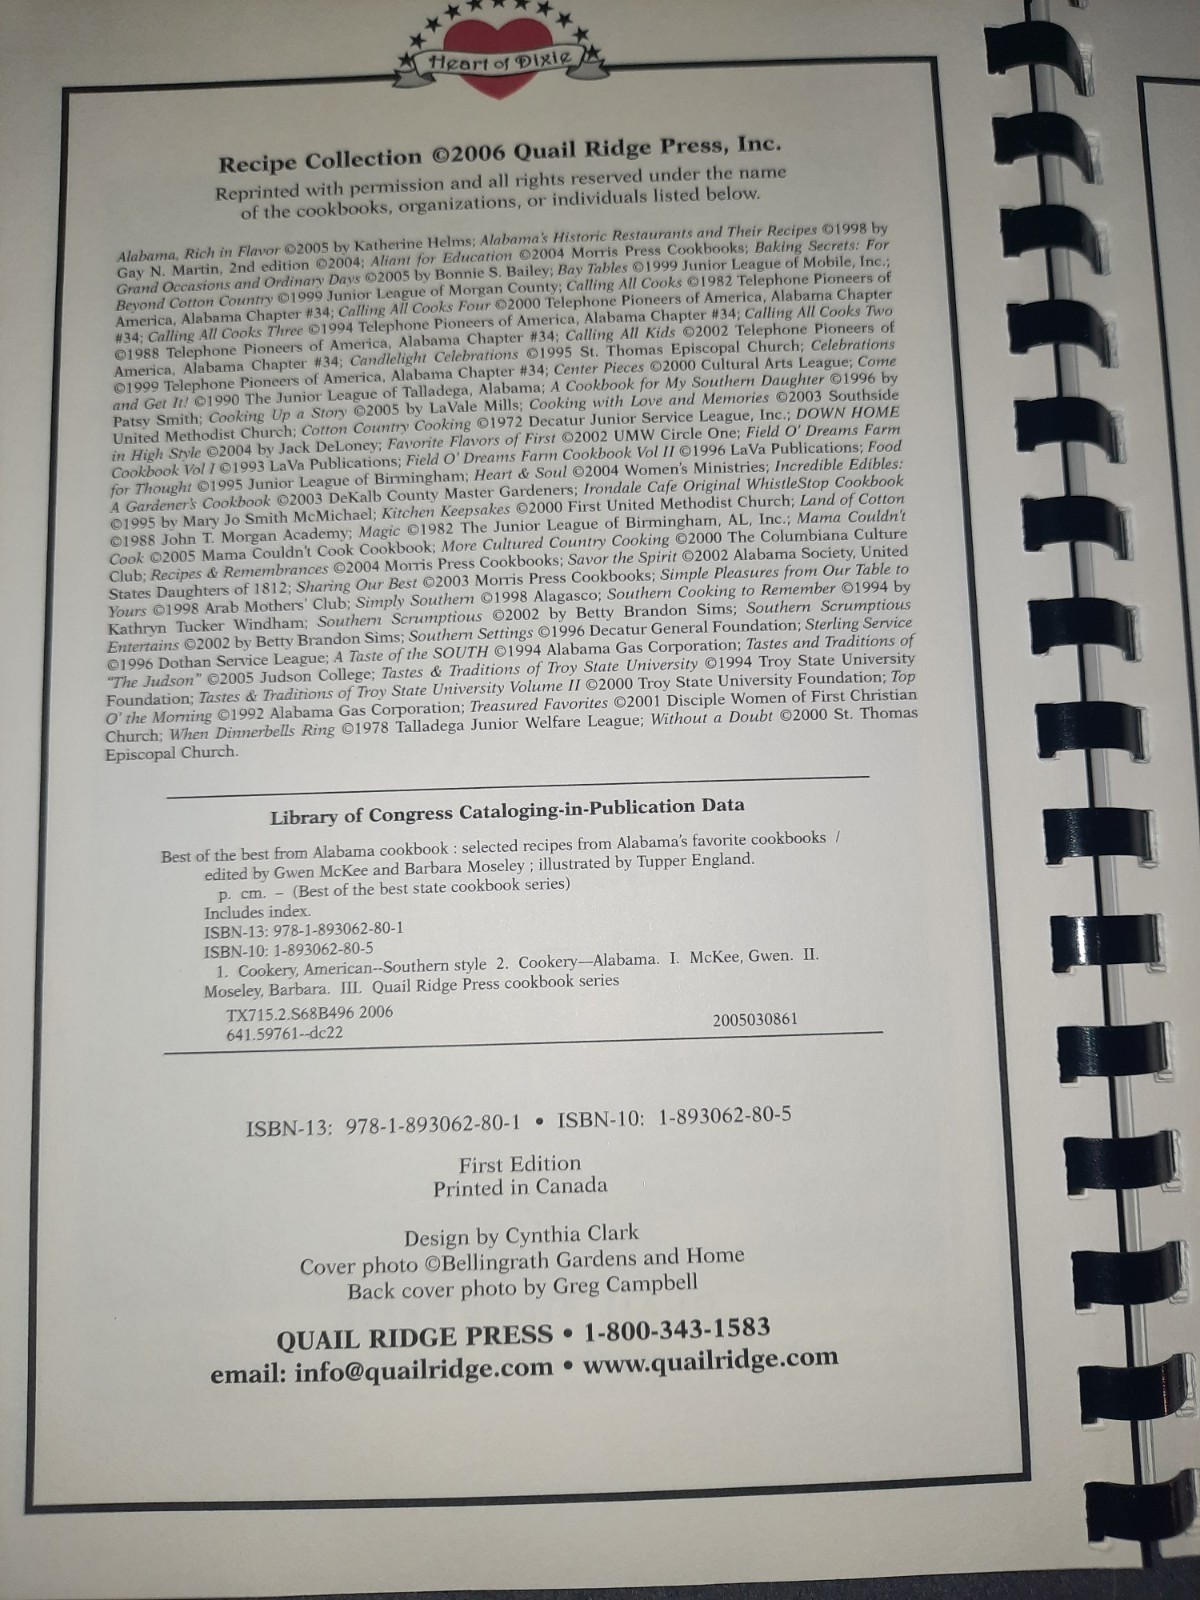 Heart of Dixie
Recipe Collection ©2006 Quail Ridge Press, Inc.
Reprinted with permission and all rights reserved under the name
of the cookbooks, organizations, or individuals listed below.
Alabama, Rich in Flavor ©2005 by Katherine Helms; Alabama's Historic Restaurants and Their Recipes ©1998 by
Gay N. Martin, 2nd edition ©2004; Aliant for Education ©2004 Morris Press Cookbooks; Baking Secrets: For
Grand Occasions and Ordinary Days ©2005 by Bonnie S. Bailey; Bay Tables ©1999 Junior League of Mobile, Inc.;
Beyond Cotton Country ©1999 Junior League of Morgan County; Calling All Cooks ©1982 Telephone Pioneers of
America, Alabama Chapter #34; Calling All Cooks Four ©2000 Telephone Pioneers of America, Alabama Chapter
#34; Calling All Cooks Three ©1994 Telephone Pioneers of America, Alabama Chapter #34; Calling All Cooks Two
©1988 Telephone Pioneers of America, Alabama Chapter #34; Calling All Kids ©2002 Telephone Pioneers of
America, Alabama Chapter #34; Candlelight Celebrations ©1995 St. Thomas Episcopal Church; Celebrations
©1999 Telephone Pioneers of America, Alabama Chapter #34; Center Pieces ©2000 Cultural Arts League; Come
and Get It! ©1990 The Junior League of Talladega, Alabama; A Cookbook for My Southern Daughter ©1996 by
Patsy Smith; Cooking Up a Story ©2005 by LaVale Mills; Cooking with Love and Memories ©2003 Southside
United Methodist Church; Cotton Country Cooking ©1972 Decatur Junior Service League, Inc.; DOWN HOME
in High Style ©2004 by Jack DeLoney; Favorite Flavors of First ©2002 UMW Circle One; Field O' Dreams Farm
Cookbook Vol I ©1993 LaVa Publications; Field O' Dreams Farm Cookbook Vol II ©1996 LaVa Publications; Food
for Thought ©1995 Junior League of Birmingham; Heart & Soul ©2004 Women's Ministries; Incredible Edibles:
A Gardener's Cookbook ©2003 DeKalb County Master Gardeners; Irondale Cafe Original WhistleStop Cookbook
©1995 by Mary Jo Smith McMichael; Kitchen Keepsakes ©2000 First United Methodist Church; Land of Cotton
©1988 John T. Morgan Academy; Magic ©1982 The Junior League of Birmingham, AL, Inc.; Mama Couldn't
Cook ©2005 Mama Couldn't Cook Cookbook; More Cultured Country Cooking ©2000 The Columbiana Culture
Club; Recipes & Remembrances ©2004 Morris Press Cookbooks; Savor the Spirit ©2002 Alabama Society, United
States Daughters of 1812; Sharing Our Best ©2003 Morris Press Cookbooks; Simple Pleasures from Our Table to
Yours ©1998 Arab Mothers' Club; Simply Southern ©1998 Alagasco; Southern Cooking to Remember ©1994 by
Kathryn Tucker Windham; Southern Scrumptious ©2002 by Betty Brandon Sims; Southern Scrumptious
Entertains ©2002 by Betty Brandon Sims; Southern Settings ©1996 Decatur General Foundation; Sterling Service
©1996 Dothan Service League; A Taste of the SOUTH ©1994 Alabama Gas Corporation; Tastes and Traditions of
"The Judson" ©2005 Judson College; Tastes & Traditions of Troy State University ©1994 Troy State University
Foundation; Tastes & Traditions of Troy State University Volume II ©2000 Troy State University Foundation; Top
O' the Morning ©1992 Alabama Gas Corporation; Treasured Favorites ©2001 Disciple Women of First Christian
Church; When Dinnerbells Ring ©1978 Talladega Junior Welfare League; Without a Doubt ©2000 St. Thomas
Episcopal Church.
Library of Congress Cataloging-in-Publication Data
Best of the best from Alabama cookbook : selected recipes from Alabama's favorite cookbooks /
edited by Gwen McKee and Barbara Moseley ; illustrated by Tupper England.
p. cm. – (Best of the best state cookbook series)
Includes index.
ISBN-13: 978-1-893062-80-1
ISBN-10: 1-893062-80-5
1. Cookery, American--Southern style 2. Cookery—Alabama. I. McKee, Gwen. II.
Moseley, Barbara. III. Quail Ridge Press cookbook series
TX715.2.S68B496 2006
641.59761--dc22 2005030861
ISBN-13: 978-1-893062-80-1 • ISBN-10: 1-893062-80-5
First Edition
Printed in Canada
Design by Cynthia Clark
Cover photo ©Bellingrath Gardens and Home
Back cover photo by Greg Campbell
QUAIL RIDGE PRESS • 1-800-343-1583
email: info@quailridge.com • www.quailridge.com